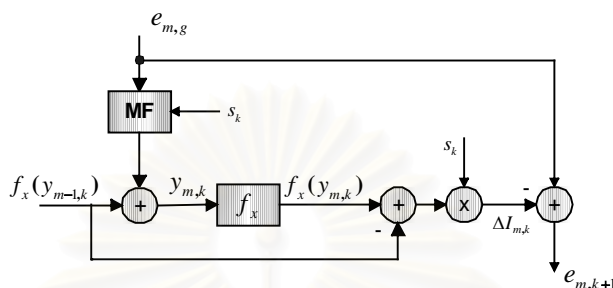 e_{m,g}
MF
s_k
s_k
f_x(y_{m-1,k})
y_{m,k}
f_x
f_x(y_{m,k})
+
+
x
-
+
-
ΔI_{m,k}
e_{m,k+1}